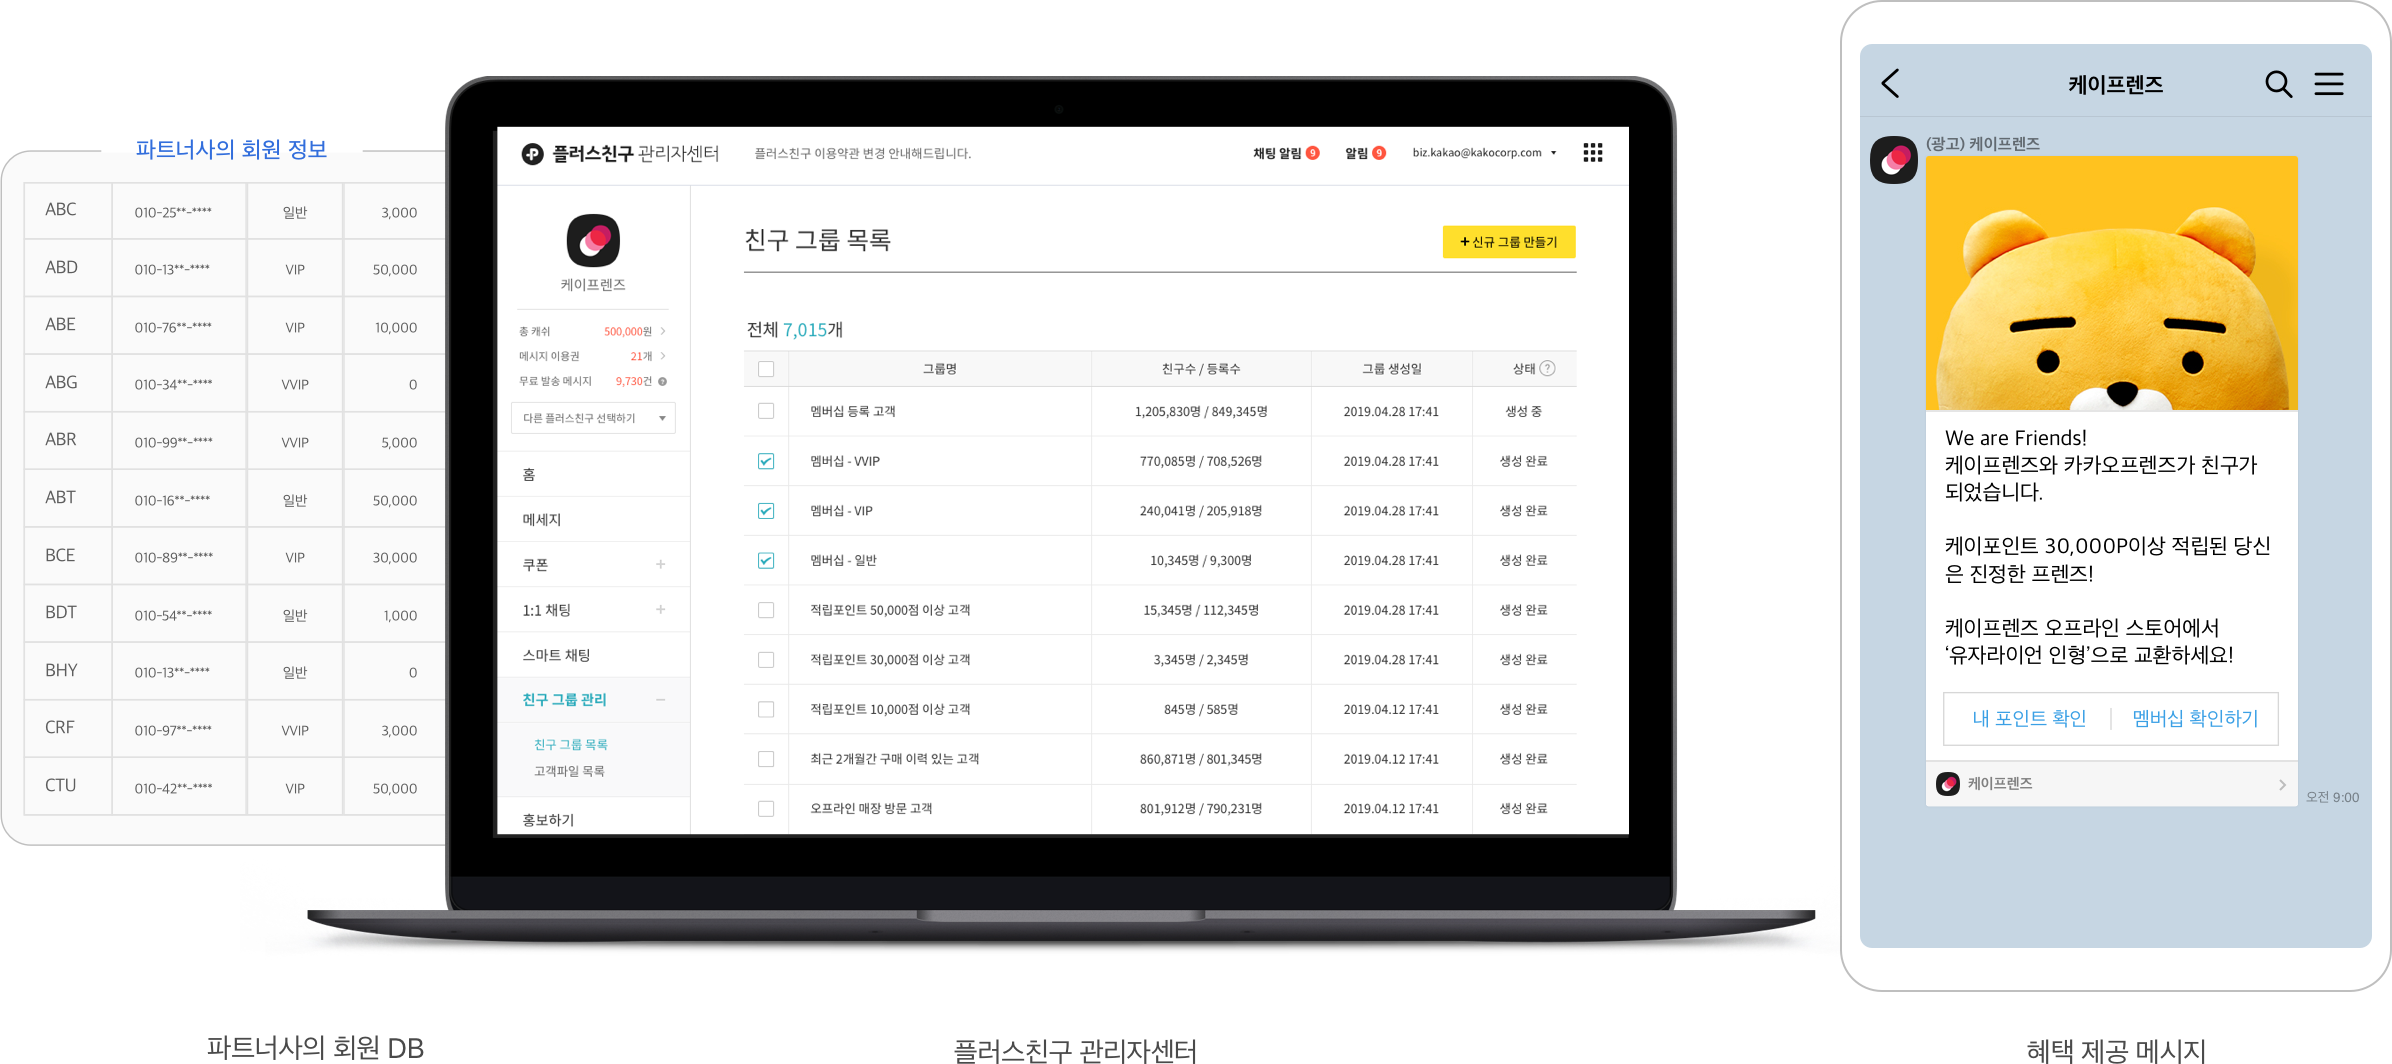 파트너사의 회원 정보
ABC 010-25**-**** 일반 3,000
ABD 010-13**-**** VIP 50,000
ABE 010-76**-**** VIP 10,000
ABG 010-34**-**** VVIP 0
ABR 010-99**-**** VVIP 5,000
ABT 010-16**-**** 일반 50,000
BCE 010-89**-**** VIP 30,000
BDT 010-54**-**** 일반 1,000
BHY 010-13**-**** 일반 0
CRF 010-97**-**** VVIP 3,000
CTU 010-42**-**** VIP 50,000
파트너사의 회원 DB
플러스친구 관리자센터 플러스친구 이용약관 변경 안내해드립니다. 채팅 알림 9 알림 9 biz.kakao@kakocorp.com
케이프렌즈
총 캐쉬 500,000원
메시지 이용권 21개
무료 발송 메시지 9,730건 ?
다른 플러스친구 선택하기
홈
메세지
쿠폰 +
1:1 채팅 +
스마트 채팅
친구 그룹 관리 −
친구 그룹 목록
고객파일 목록
홍보하기
친구 그룹 목록
+ 신규 그룹 만들기
전체 7,015개
그룹명 친구수 / 등록수 그룹 생성일 상태 ?
멤버십 등록 고객 1,205,830명 / 849,345명 2019.04.28 17:41 생성 중
멤버십 - VVIP 770,085명 / 708,526명 2019.04.28 17:41 생성 완료
멤버십 - VIP 240,041명 / 205,918명 2019.04.28 17:41 생성 완료
멤버십 - 일반 10,345명 / 9,300명 2019.04.28 17:41 생성 완료
적립포인트 50,000점 이상 고객 15,345명 / 112,345명 2019.04.28 17:41 생성 완료
적립포인트 30,000점 이상 고객 3,345명 / 2,345명 2019.04.28 17:41 생성 완료
적립포인트 10,000점 이상 고객 845명 / 585명 2019.04.12 17:41 생성 완료
최근 2개월간 구매 이력 있는 고객 860,871명 / 801,345명 2019.04.12 17:41 생성 완료
오프라인 매장 방문 고객 801,912명 / 790,231명 2019.04.12 17:41 생성 완료
플러스친구 관리자센터
케이프렌즈
(광고) 케이프렌즈
We are Friends!
케이프렌즈와 카카오프렌즈가 친구가
되었습니다.
케이포인트 30,000P이상 적립된 당신
은 진정한 프렌즈!
케이프렌즈 오프라인 스토어에서
‘유자라이언 인형’으로 교환하세요!
내 포인트 확인 멤버십 확인하기
케이프렌즈
오전 9:00
혜택 제공 메시지